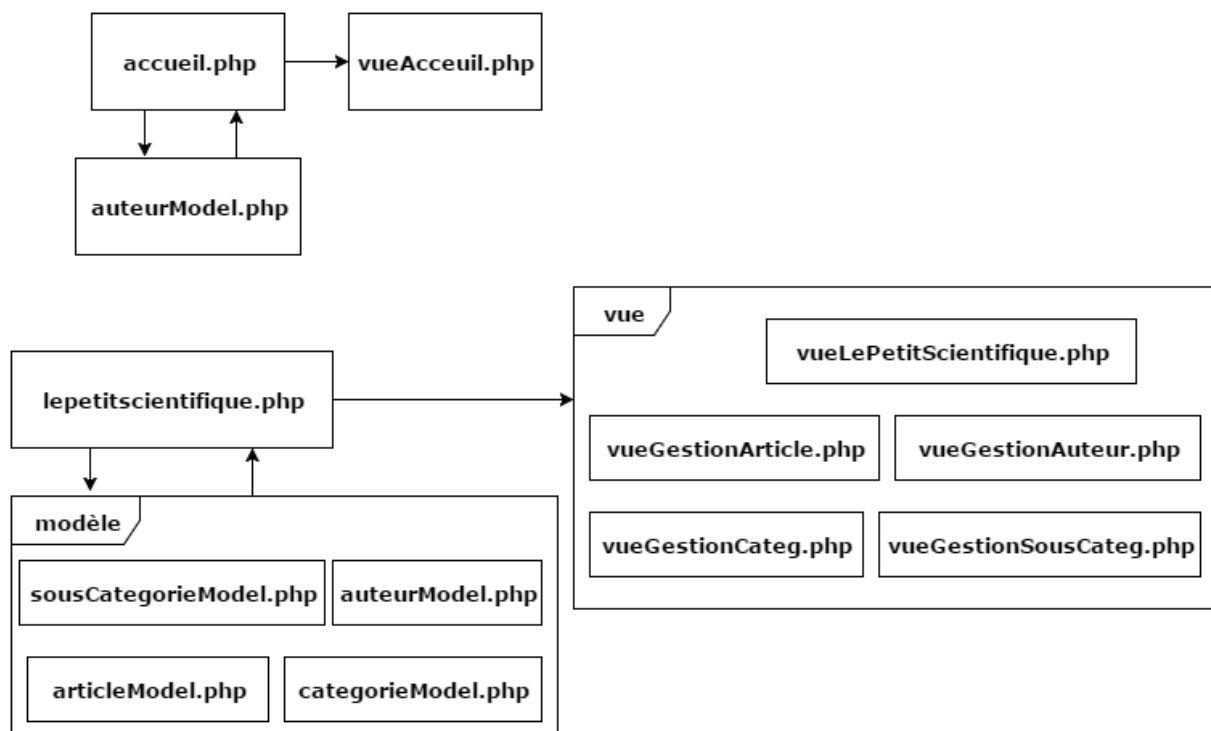 accueil.php
vueAcceuil.php
auteurModel.php
vue
vueLePetitScientifique.php
lepetitscientifique.php
vueGestionArticle.php
vueGestionAuteur.php
modèle
vueGestionCateg.php
vueGestionSousCateg.php
sousCategorieModel.php
auteurModel.php
articleModel.php
categorieModel.php